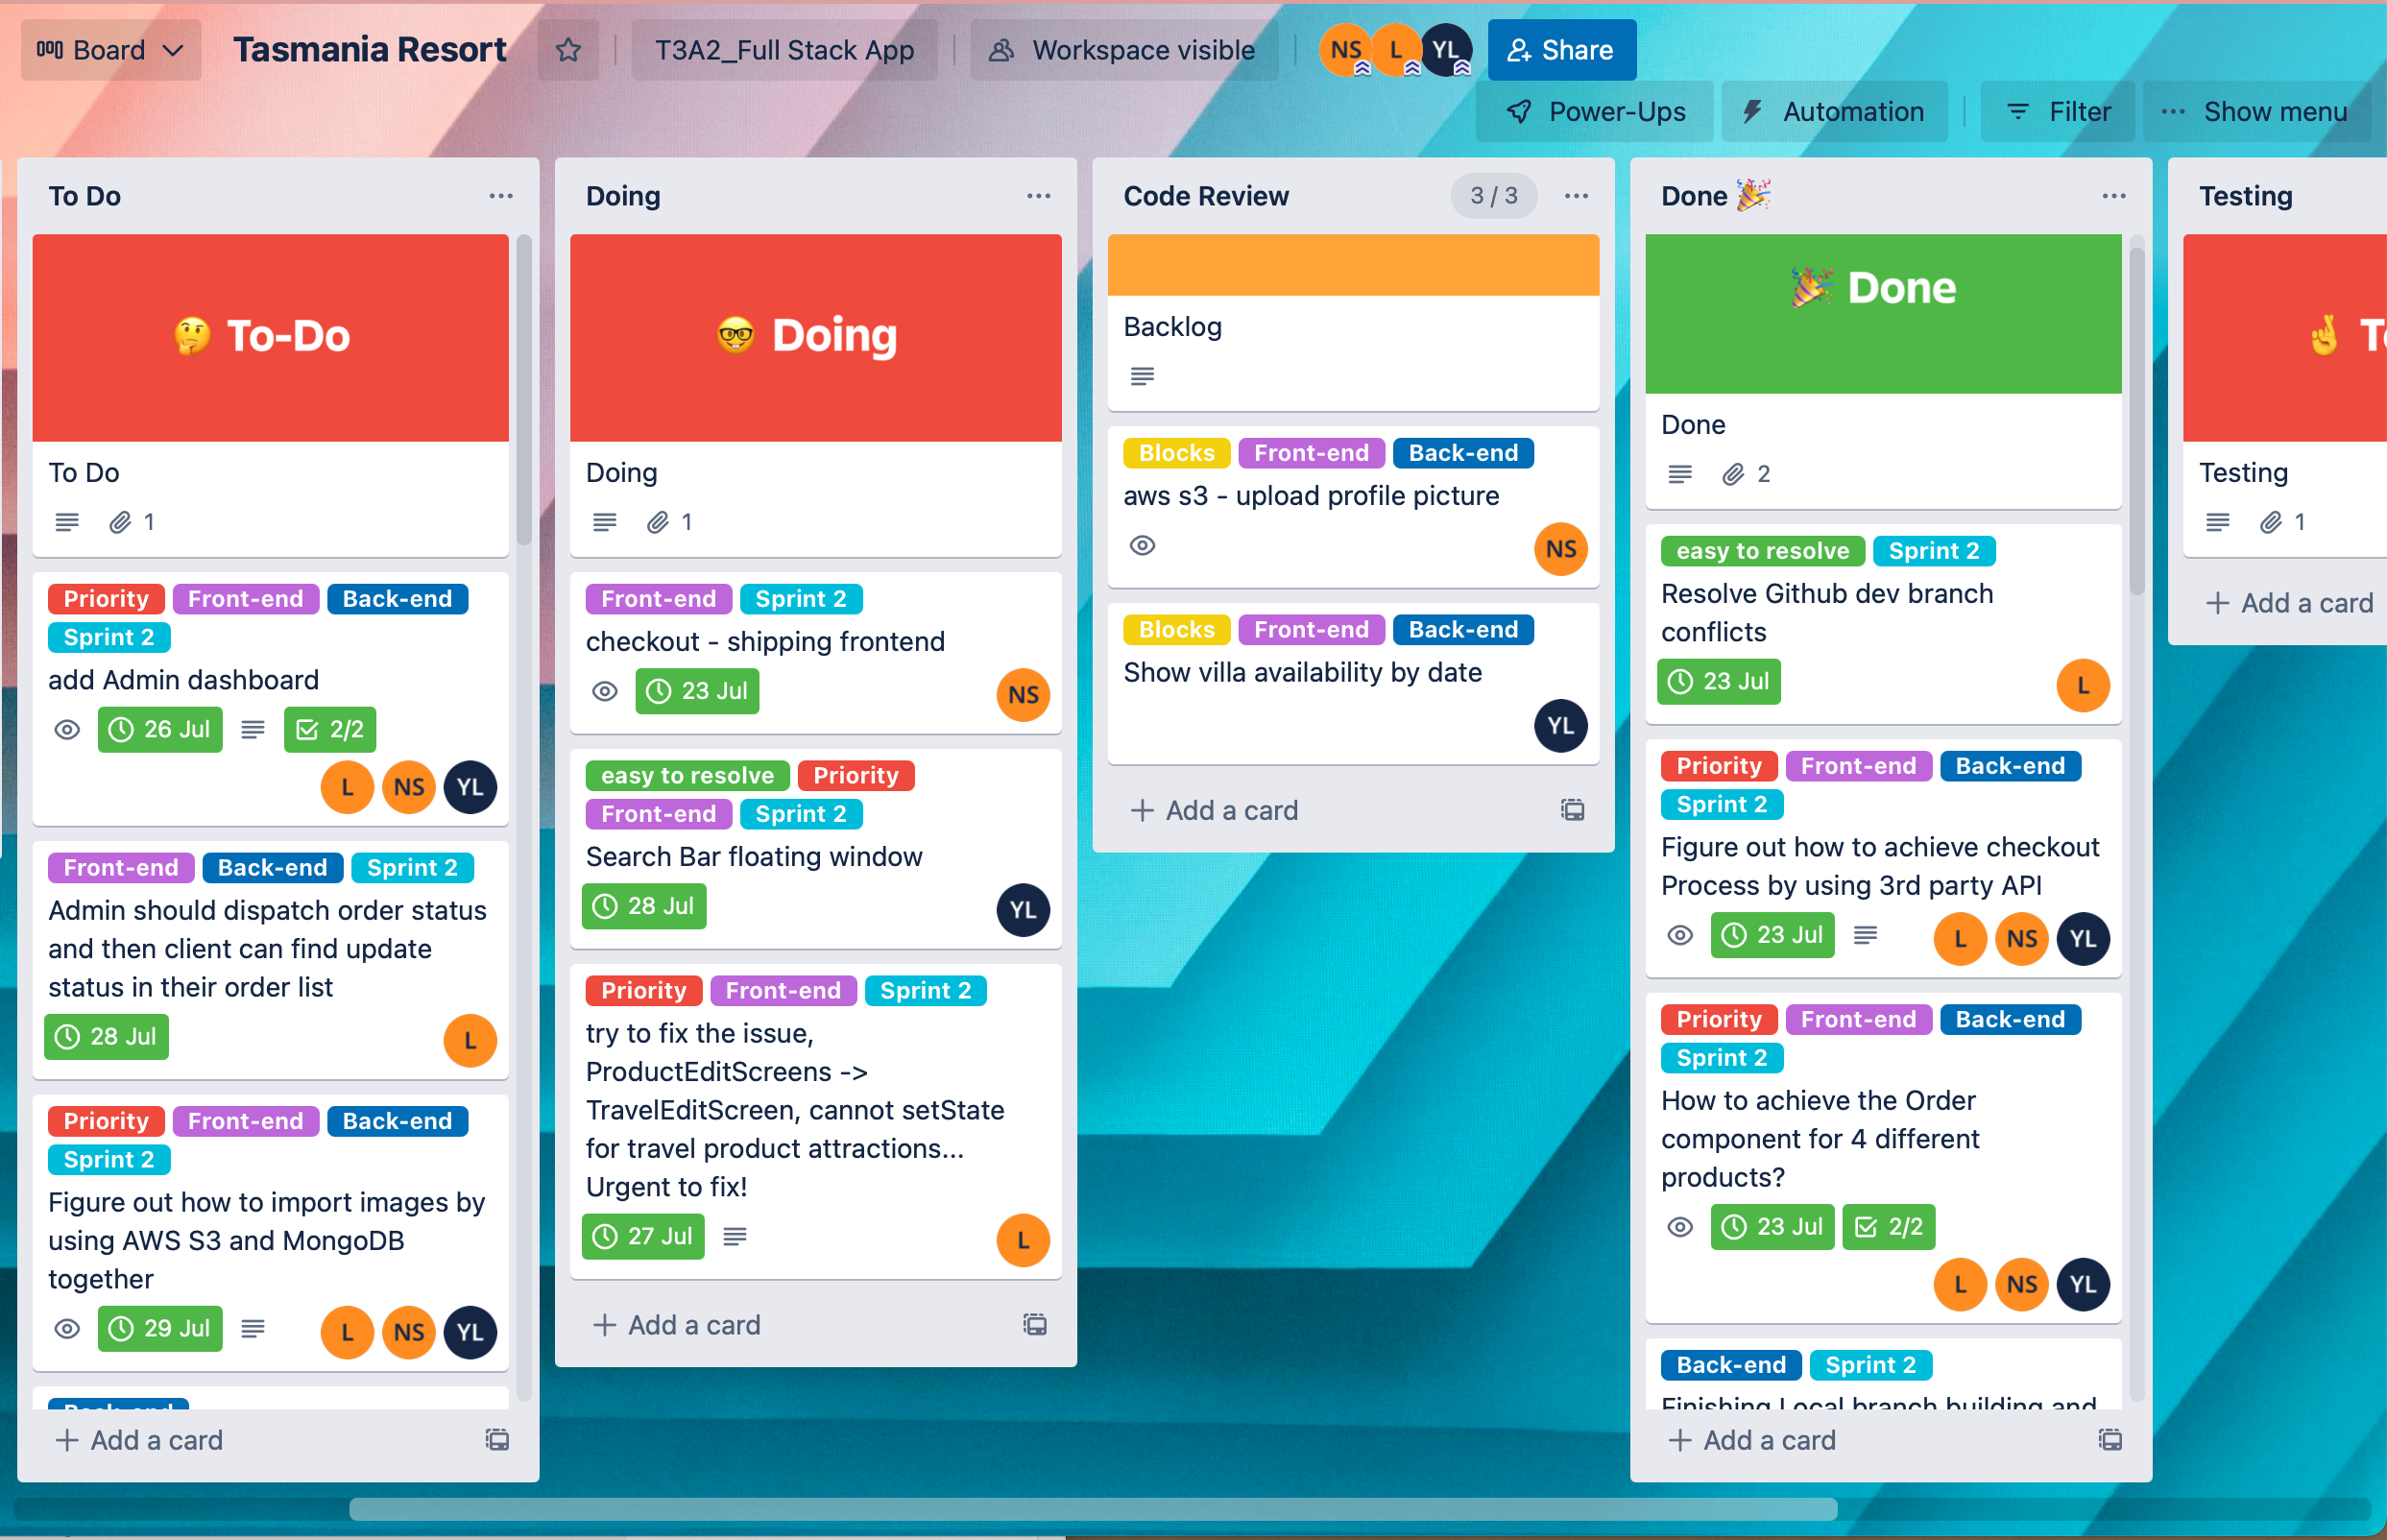 Board
Tasmania Resort
T3A2_Full Stack App
Workspace visible
NS
L
YL
Share
Power-Ups
Automation
Filter
Show menu
To Do
🤔 To-Do
To Do
1
Priority Front-end Back-end
Sprint 2
add Admin dashboard
26 Jul 2/2
L NS YL
Front-end Back-end Sprint 2
Admin should dispatch order status
and then client can find update
status in their order list
28 Jul
L
Priority Front-end Back-end
Sprint 2
Figure out how to import images by
using AWS S3 and MongoDB
together
29 Jul
L NS YL
Back-end
+ Add a card
Doing
🤓 Doing
Doing
1
Front-end Sprint 2
checkout - shipping frontend
23 Jul
NS
easy to resolve Priority
Front-end Sprint 2
Search Bar floating window
28 Jul
YL
Priority Front-end Sprint 2
try to fix the issue,
ProductEditScreens ->
TravelEditScreen, cannot setState
for travel product attractions...
Urgent to fix!
27 Jul
L
+ Add a card
Code Review 3 / 3
Backlog
Blocks Front-end Back-end
aws s3 - upload profile picture
NS
Blocks Front-end Back-end
Show villa availability by date
YL
+ Add a card
Done 🎉
🎉 Done
Done
2
easy to resolve Sprint 2
Resolve Github dev branch
conflicts
23 Jul
L
Priority Front-end Back-end
Sprint 2
Figure out how to achieve checkout
Process by using 3rd party API
23 Jul
L NS YL
Priority Front-end Back-end
Sprint 2
How to achieve the Order
component for 4 different
products?
23 Jul 2/2
L NS YL
Back-end Sprint 2
Finishing Local branch building and
+ Add a card
Testing
🤞
Testing
1
+ Add a card